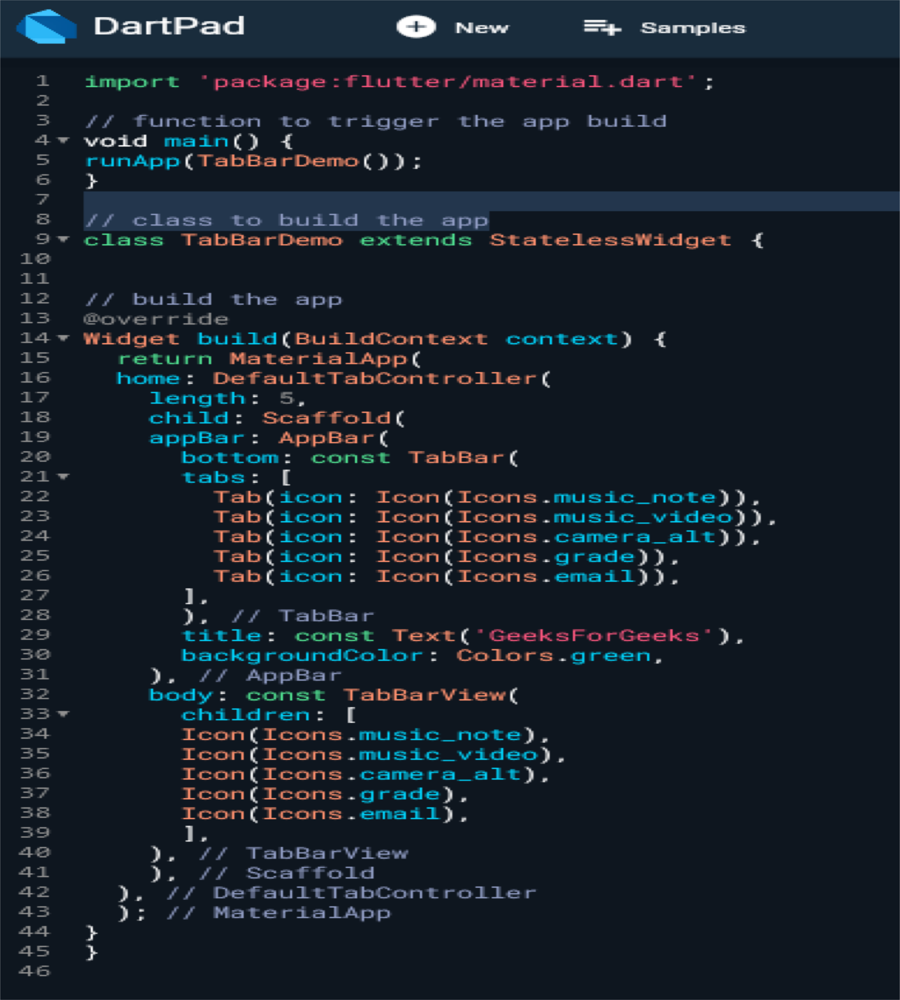 DartPad New Samples
1 import 'package:flutter/material.dart';
2
3 // function to trigger the app build
4 void main() {
5 runApp(TabBarDemo());
6 }
7
8 // class to build the app
9 class TabBarDemo extends StatelessWidget {
10
11
12 // build the app
13 @override
14 Widget build(BuildContext context) {
15 return MaterialApp(
16 home: DefaultTabController(
17 length: 5,
18 child: Scaffold(
19 appBar: AppBar(
20 bottom: const TabBar(
21 tabs: [
22 Tab(icon: Icon(Icons.music_note)),
23 Tab(icon: Icon(Icons.music_video)),
24 Tab(icon: Icon(Icons.camera_alt)),
25 Tab(icon: Icon(Icons.grade)),
26 Tab(icon: Icon(Icons.email)),
27 ],
28 ), // TabBar
29 title: const Text('GeeksForGeeks'),
30 backgroundColor: Colors.green,
31 ), // AppBar
32 body: const TabBarView(
33 children: [
34 Icon(Icons.music_note),
35 Icon(Icons.music_video),
36 Icon(Icons.camera_alt),
37 Icon(Icons.grade),
38 Icon(Icons.email),
39 ],
40 ), // TabBarView
41 ), // Scaffold
42 ), // DefaultTabController
43 ); // MaterialApp
44 }
45 }
46